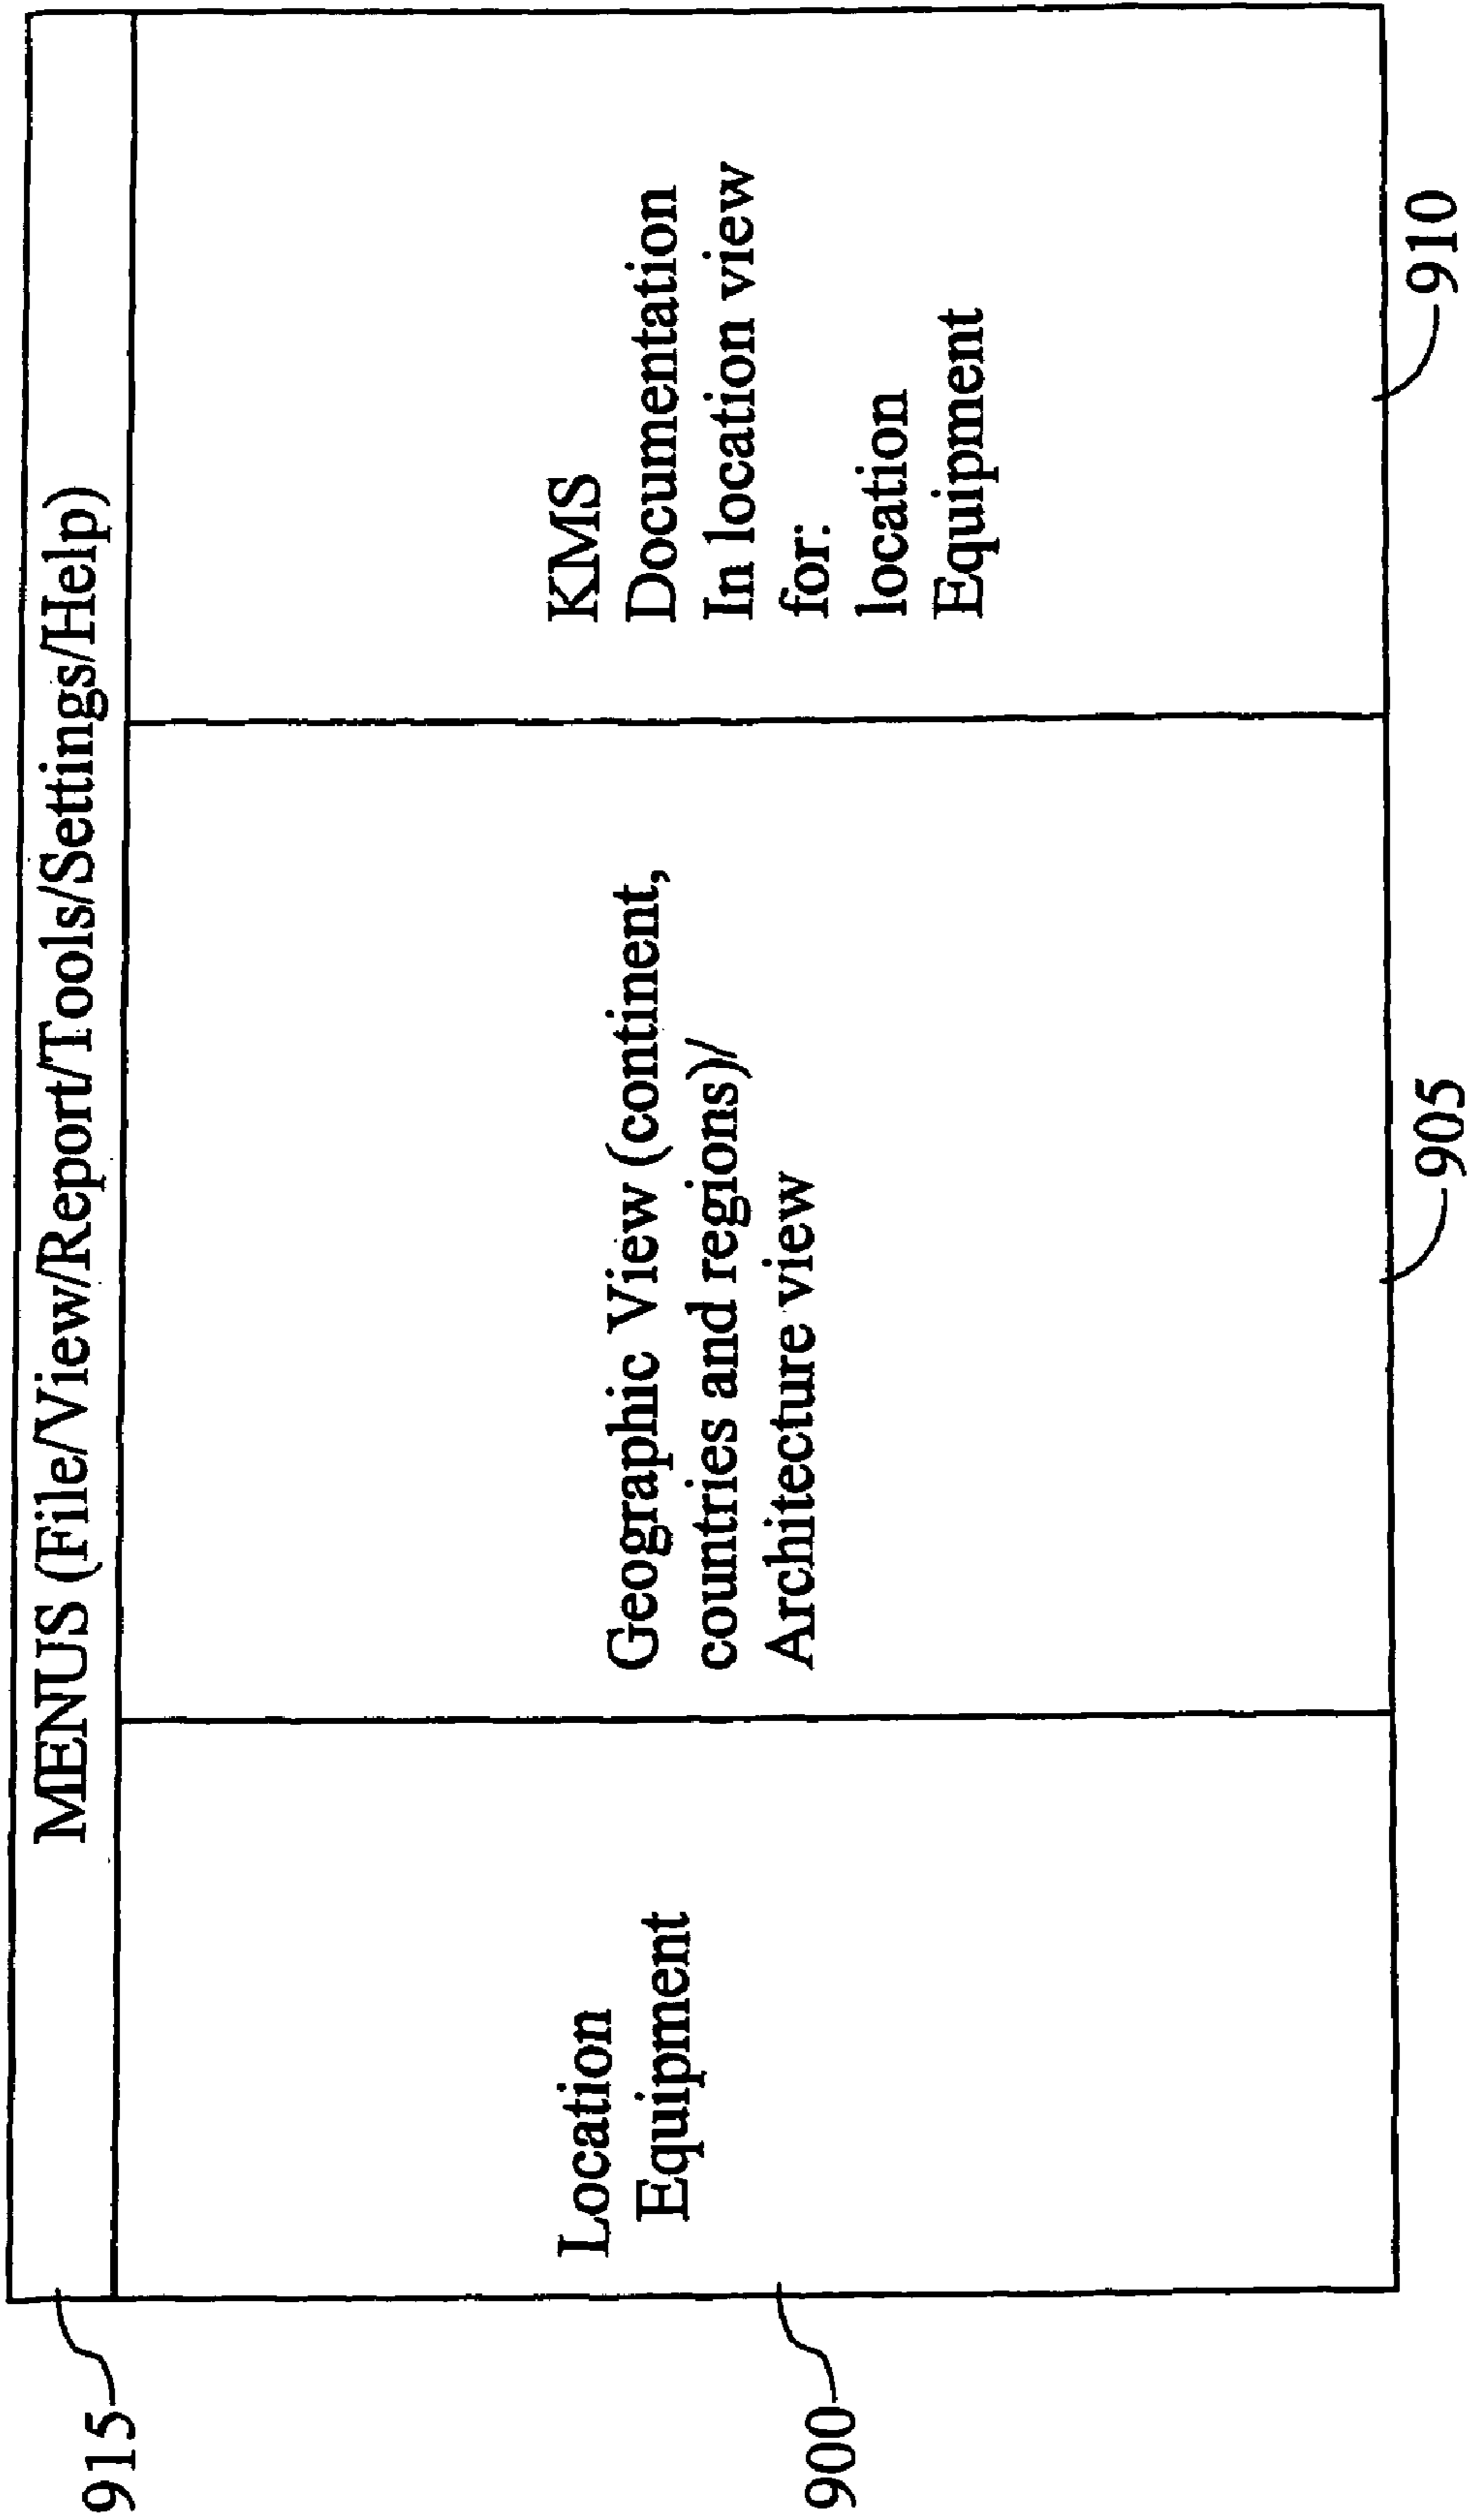 915
MENUS (File/View/Report/Tools/Settings/Help)
900
Location
Equipment
Geographic View (continent,
countries and regions)/
Architecture view
KMS
Documentation
In location view
for:
location
Equipment
905
910